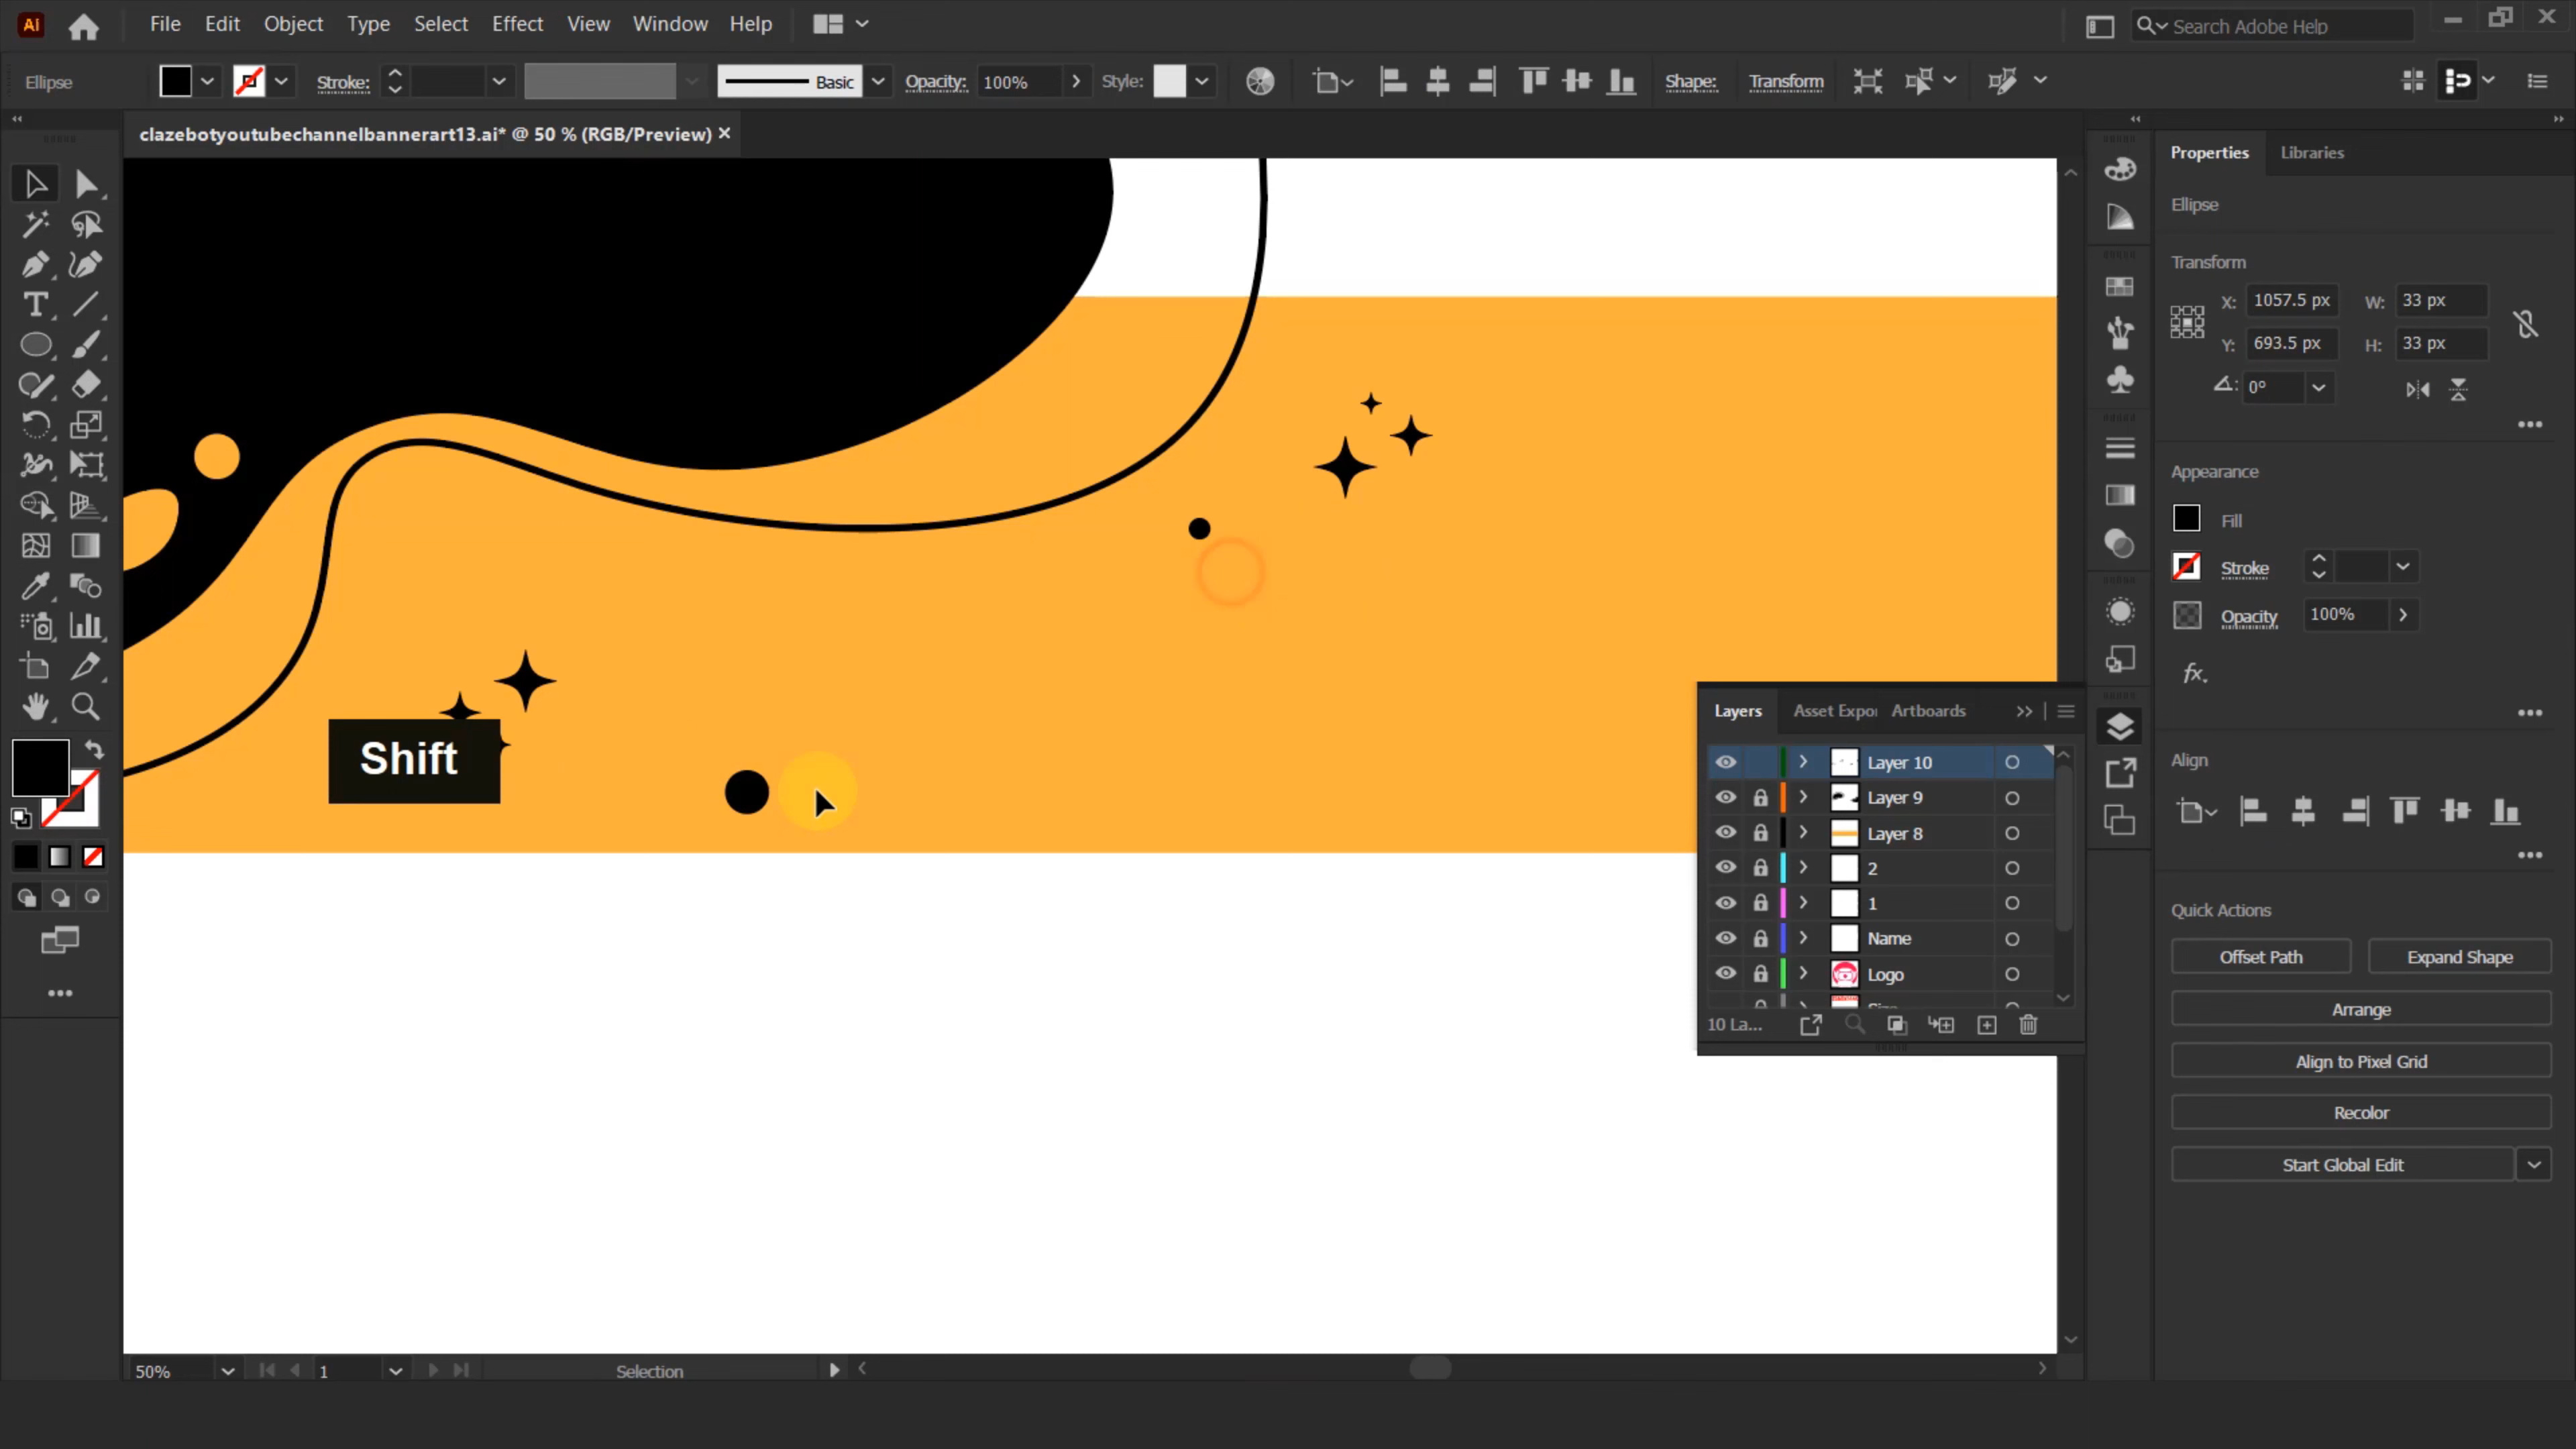 Ai File Edit Object Type Select Effect View Window Help Search Adobe Help
Ellipse Stroke: Basic Opacity: 100% Style: Shape: Transform
clazebotyoutubechannelbannerart13.ai* @ 50 % (RGB/Preview) ×
Properties Libraries
Ellipse
Transform
X: 1057.5 px W: 33 px
Y: 693.5 px H: 33 px
0°
Appearance
Fill
Stroke
Opacity 100%
fx.
Align
Quick Actions
Offset Path Expand Shape
Arrange
Align to Pixel Grid
Recolor
Start Global Edit
Shift
Layers Asset Expo Artboards
Layer 10
Layer 9
Layer 8
2
1
Name
Logo
10 La...
50% 1 Selection